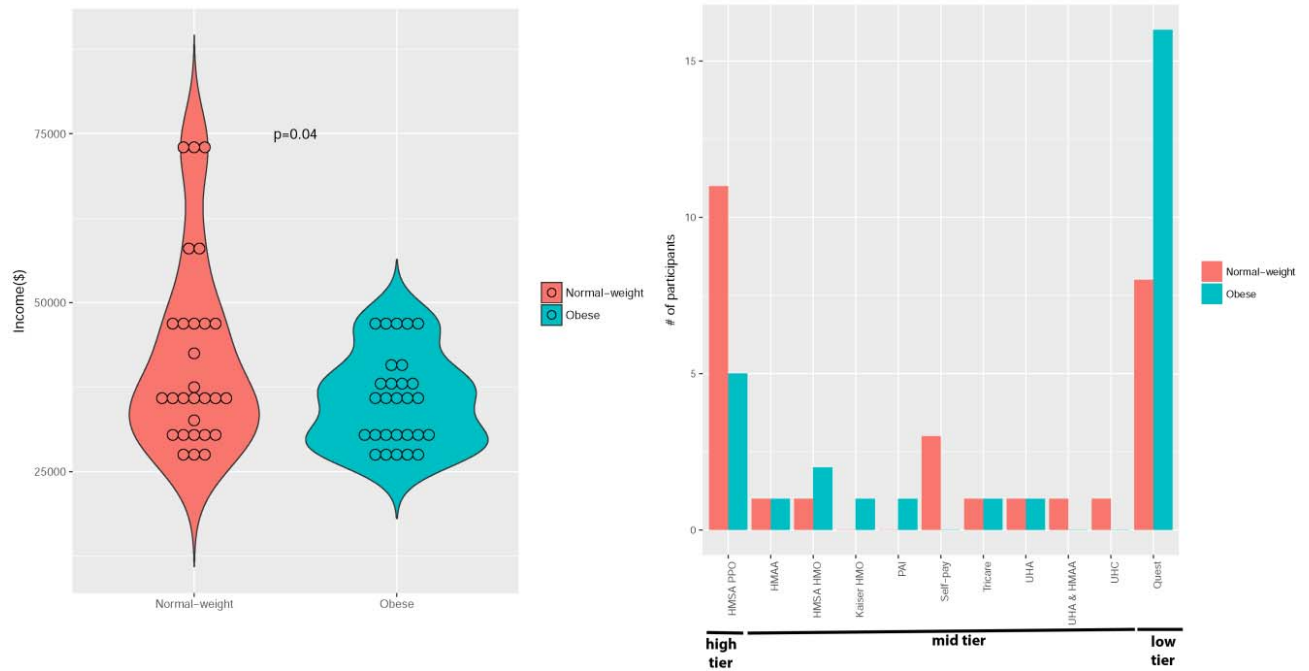 75000
50000
25000
Income($)
p=0.04
Normal-weight
Obese
Normal-weight
Obese
15
10
5
0
# of participants
HMSA PPO
HMAA
HMSA HMO
Kaiser HMO
PAI
Self-pay
Tricare
UHA
UHA & HMAA
UHC
Quest
Normal-weight
Obese
high
tier
mid tier
low
tier